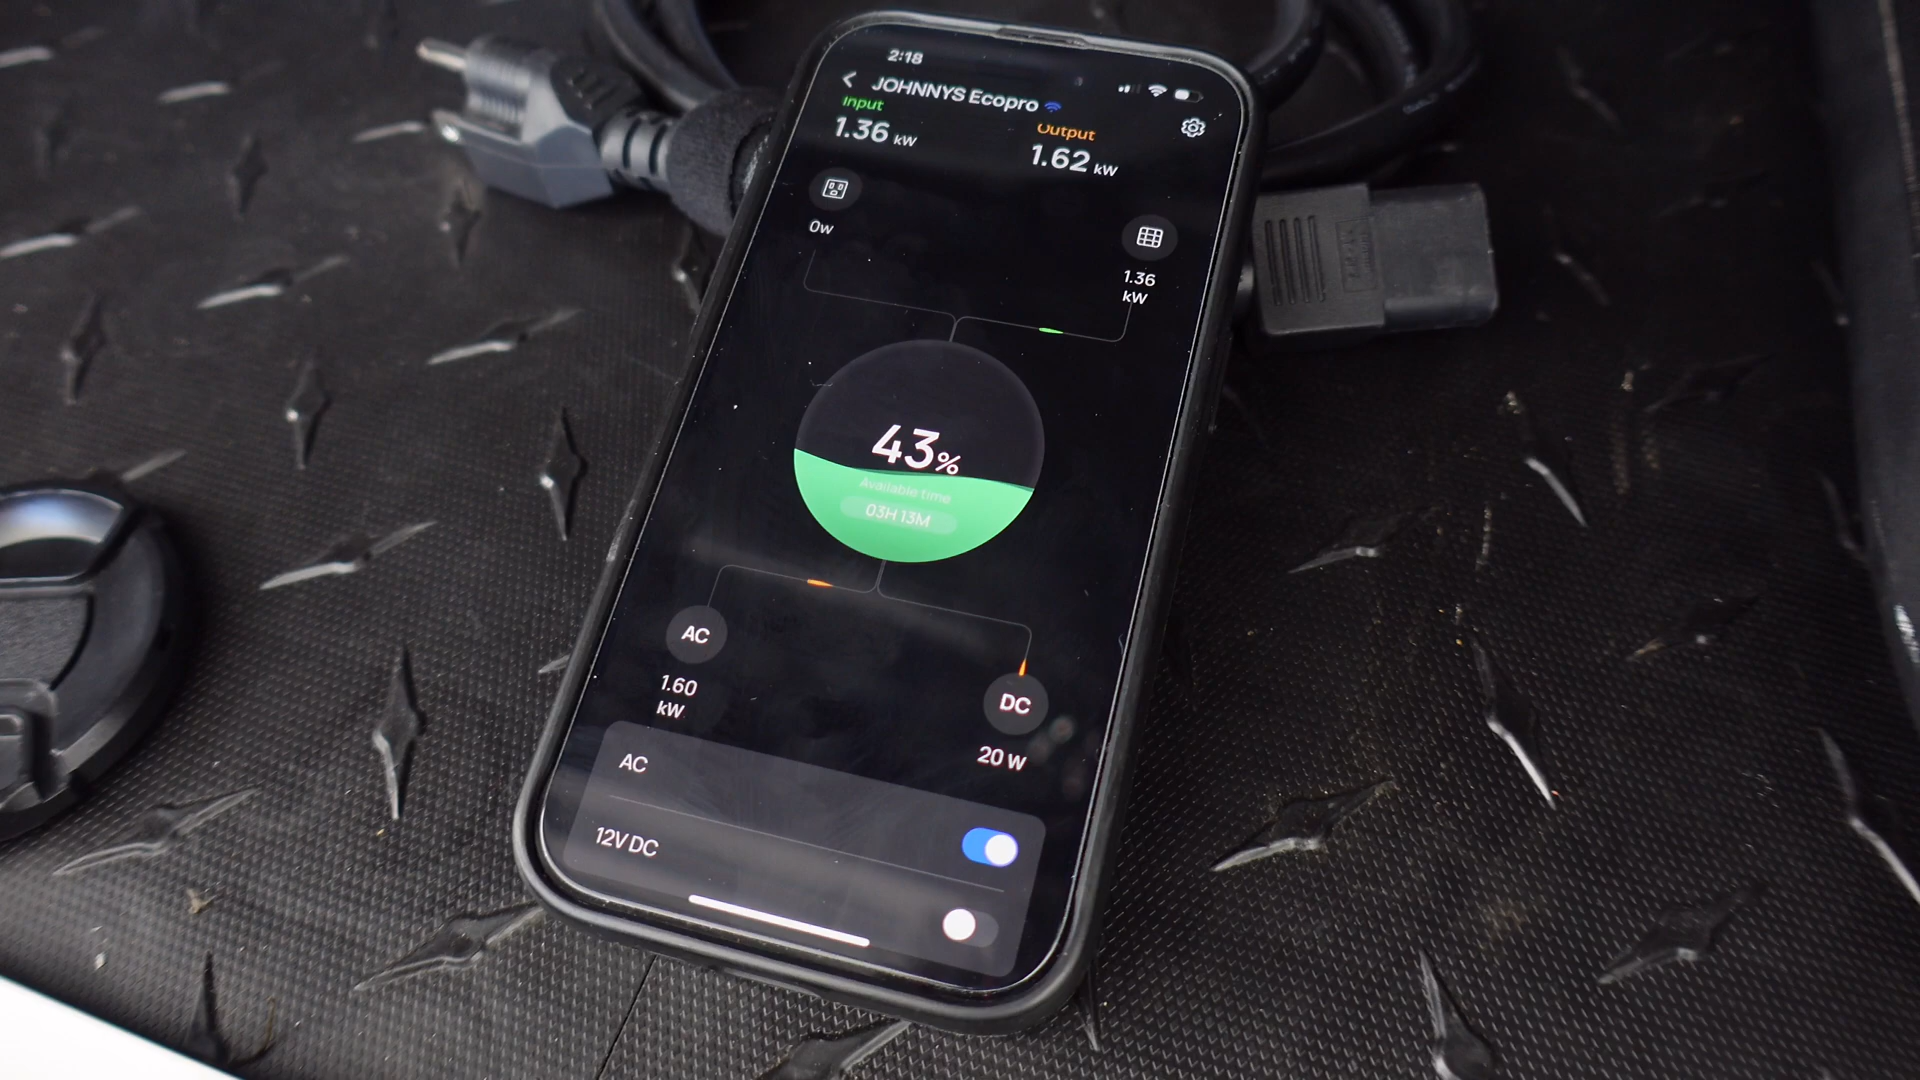 2:18
JOHNNYS Ecopro
Input
Output
1.36 kW
1.62 kW
0w
1.36
kW
43%
Available time
03H 13M
AC
DC
1.60
kW
20 W
AC
12V DC